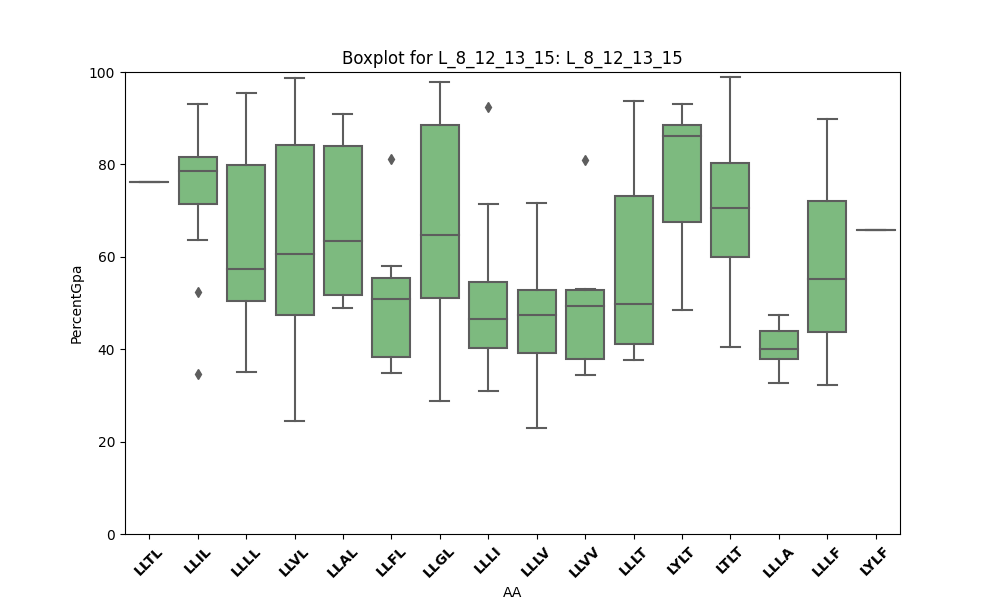 Boxplot for L_8_12_13_15: L_8_12_13_15
100
80
60
40
20
0
PercentGpa
LLTL LLIL LLLL LLVL LLAL LLFL LLGL LLLI LLLV LLVV LLLT LYLT LTLT LLLA LLLF LYLF
AA